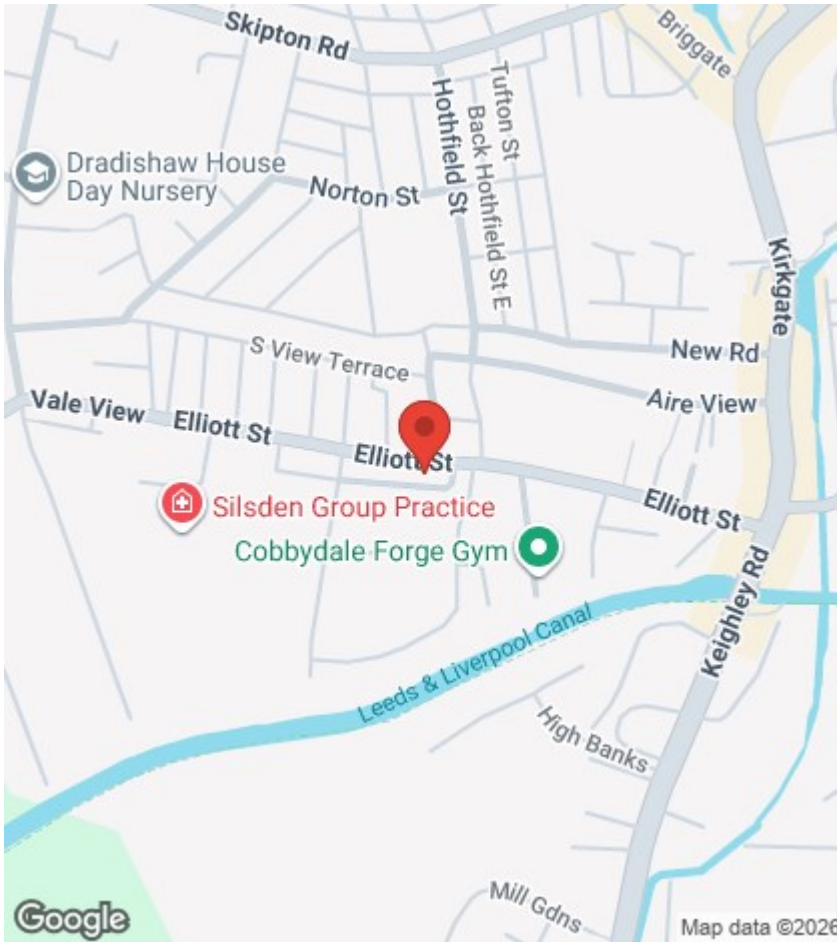 Skipton Rd
Briggate
Tufton St
Hothfield St
Back Hothfield St E
Dradishaw House
Day Nursery
Norton St
Kirkgate
S View Terrace
New Rd
Aire View
Vale View
Elliott St
Elliott St
Elliott St
Silsden Group Practice
Cobbydale Forge Gym
Keighley Rd
Leeds & Liverpool Canal
High Banks
Mill Gdns
Google
Map data ©2026